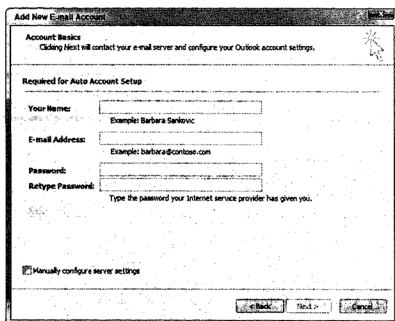 Add New E-mail Account
Account Basics
Clicking Next will contact your e-mail server and configure your Outlook account settings.
Required for Auto Account Setup
Your Name:
Example: Barbara Sankovic
E-mail Address:
Example: barbara@contoso.com
Password:
Retype Password:
Type the password your Internet service provider has given you.
Manually configure server settings
< Back Next > Cancel